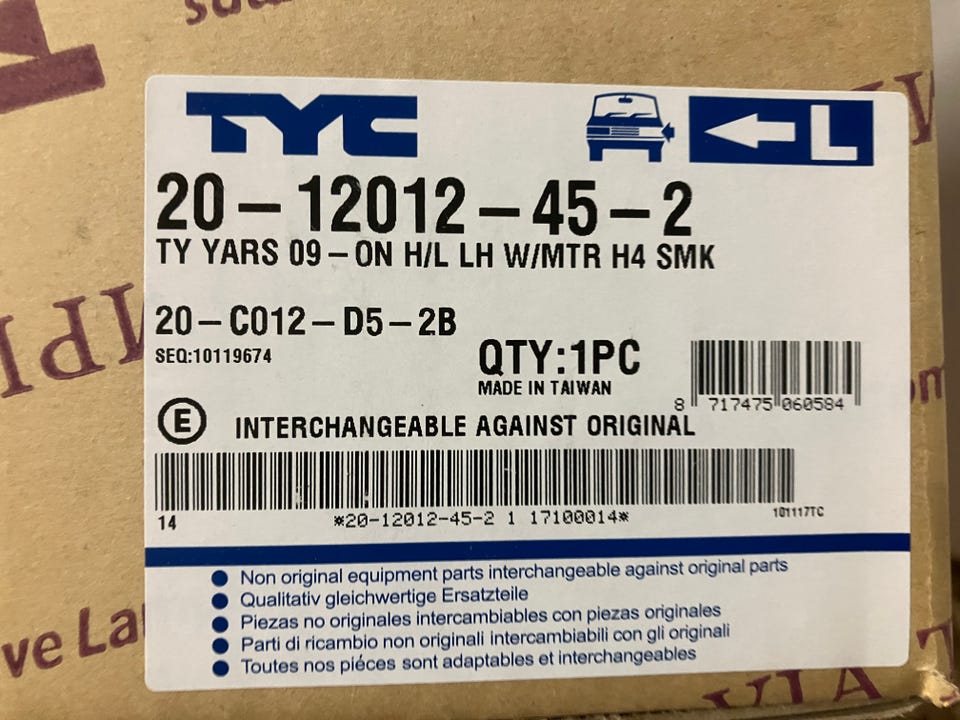 TYC
L
20-12012-45-2
TY YARS 09-ON H/L LH W/MTR H4 SMK
20-C012-D5-2B
SEQ:10119674
QTY:1PC
MADE IN TAIWAN
8 717475 060584
E INTERCHANGEABLE AGAINST ORIGINAL
14
*20-12012-45-2 1 17100014*
101117TC
● Non original equipment parts interchangeable against original parts
● Qualitativ gleichwertige Ersatzteile
● Piezas no originales intercambiables con piezas originales
● Parti di ricambio non originali intercambiabili con gli originali
● Toutes nos piéces sont adaptables et interchangeables
ve La
VIA